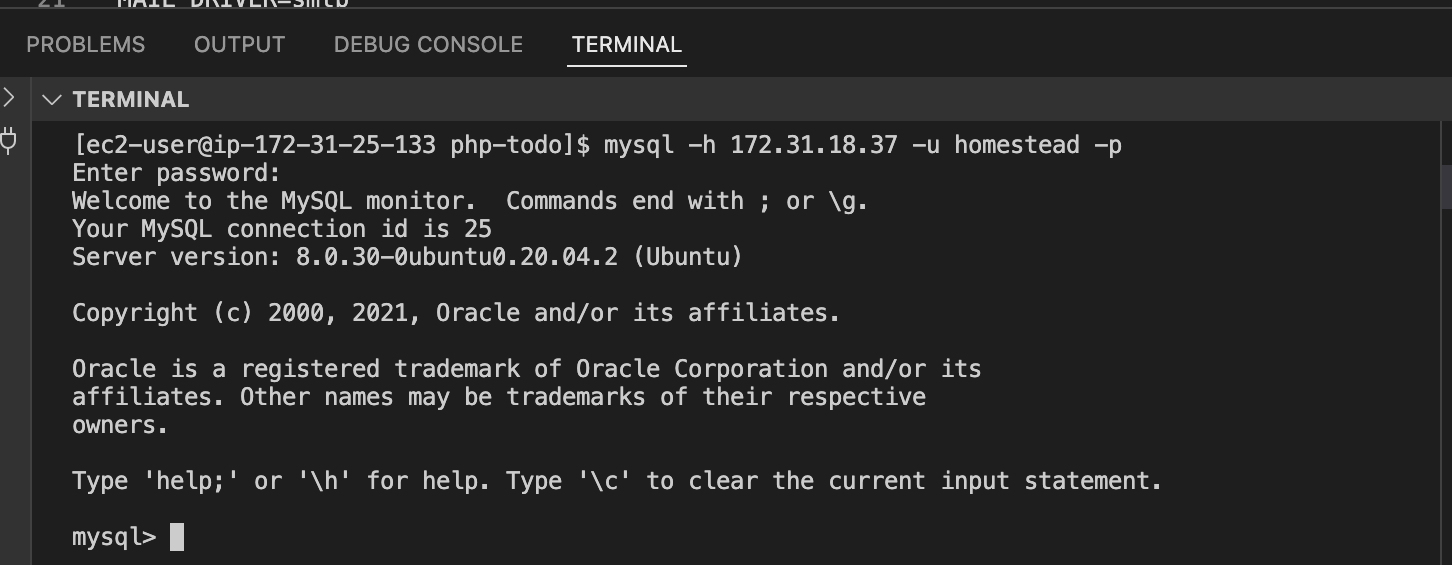 21 MAIL_DRIVER=smtp
PROBLEMS OUTPUT DEBUG CONSOLE TERMINAL
TERMINAL
[ec2-user@ip-172-31-25-133 php-todo]$ mysql -h 172.31.18.37 -u homestead -p
Enter password:
Welcome to the MySQL monitor.  Commands end with ; or \g.
Your MySQL connection id is 25
Server version: 8.0.30-0ubuntu0.20.04.2 (Ubuntu)
Copyright (c) 2000, 2021, Oracle and/or its affiliates.
Oracle is a registered trademark of Oracle Corporation and/or its
affiliates. Other names may be trademarks of their respective
owners.
Type 'help;' or '\h' for help. Type '\c' to clear the current input statement.
mysql>